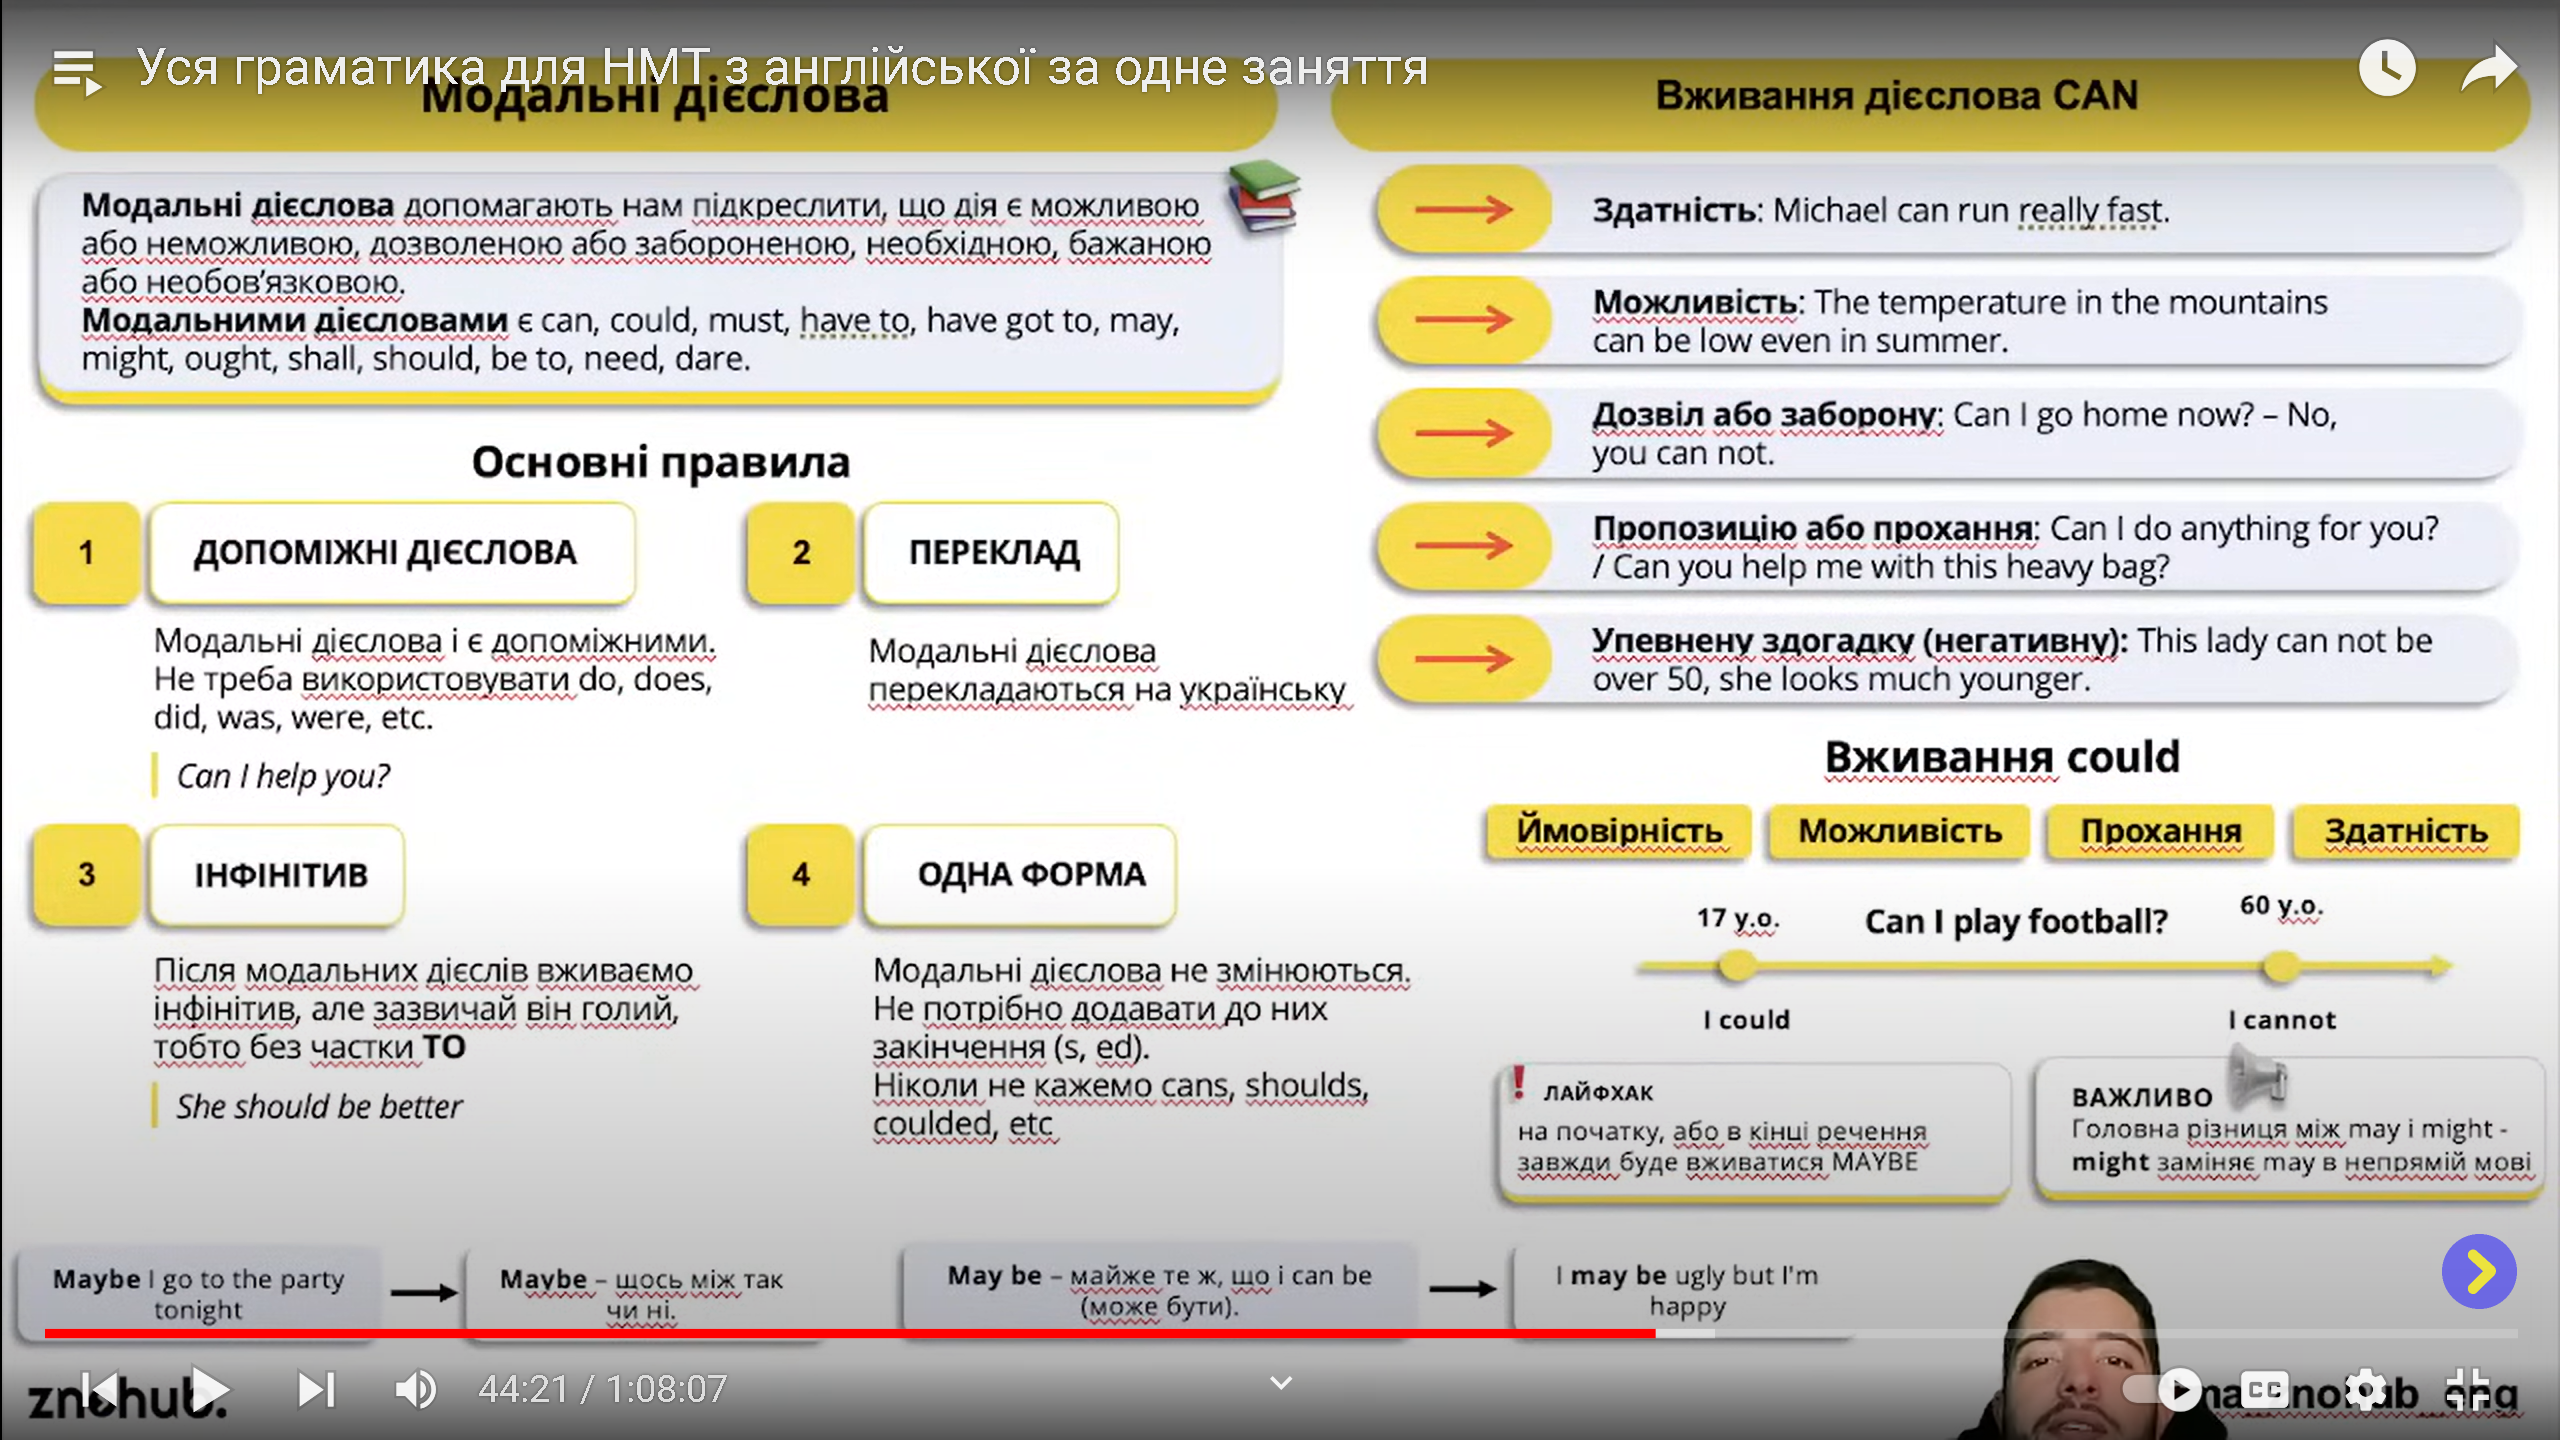 Уся граматика для НМТ з англійської за одне заняття
Модальні дієслова
Модальні дієслова допомагають нам підкреслити, що дія є можливою
або неможливою, дозволеною або забороненою, необхідною, бажаною
або необов’язковою.
Модальними дієсловами є can, could, must, have to, have got to, may,
might, ought, shall, should, be to, need, dare.
Основні правила
1
ДОПОМІЖНІ ДІЄСЛОВА
Модальні дієслова і є допоміжними.
Не треба використовувати do, does,
did, was, were, etc.
Can I help you?
2
ПЕРЕКЛАД
Модальні дієслова
перекладаються на українську
3
ІНФІНІТИВ
Після модальних дієслів вживаємо
інфінітив, але зазвичай він голий,
тобто без частки ТО
She should be better
4
ОДНА ФОРМА
Модальні дієслова не змінюються.
Не потрібно додавати до них
закінчення (s, ed).
Ніколи не кажемо cans, shoulds,
coulded, etc
Вживання дієслова CAN
Здатність: Michael can run really fast.
Можливість: The temperature in the mountains
can be low even in summer.
Дозвіл або заборону: Can I go home now? – No,
you can not.
Пропозицію або прохання: Can I do anything for you?
/ Can you help me with this heavy bag?
Упевнену здогадку (негативну): This lady can not be
over 50, she looks much younger.
Вживання could
Ймовірність
Можливість
Прохання
Здатність
17 y.o.
Can I play football?
60 y.o.
I could
I cannot
ЛАЙФХАК
на початку, або в кінці речення
завжди буде вживатися MAYBE
ВАЖЛИВО
Головна різниця між may і might -
might заміняє may в непрямій мові
Maybe I go to the party
tonight
Maybe – щось між так
чи ні.
May be – майже те ж, що і can be
(може бути).
I may be ugly but I'm
happy
znohub.
44:21 / 1:08:07
CC